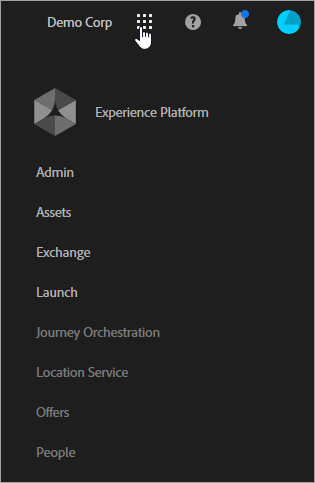 Demo Corp
Experience Platform
Admin
Assets
Exchange
Launch
Journey Orchestration
Location Service
Offers
People